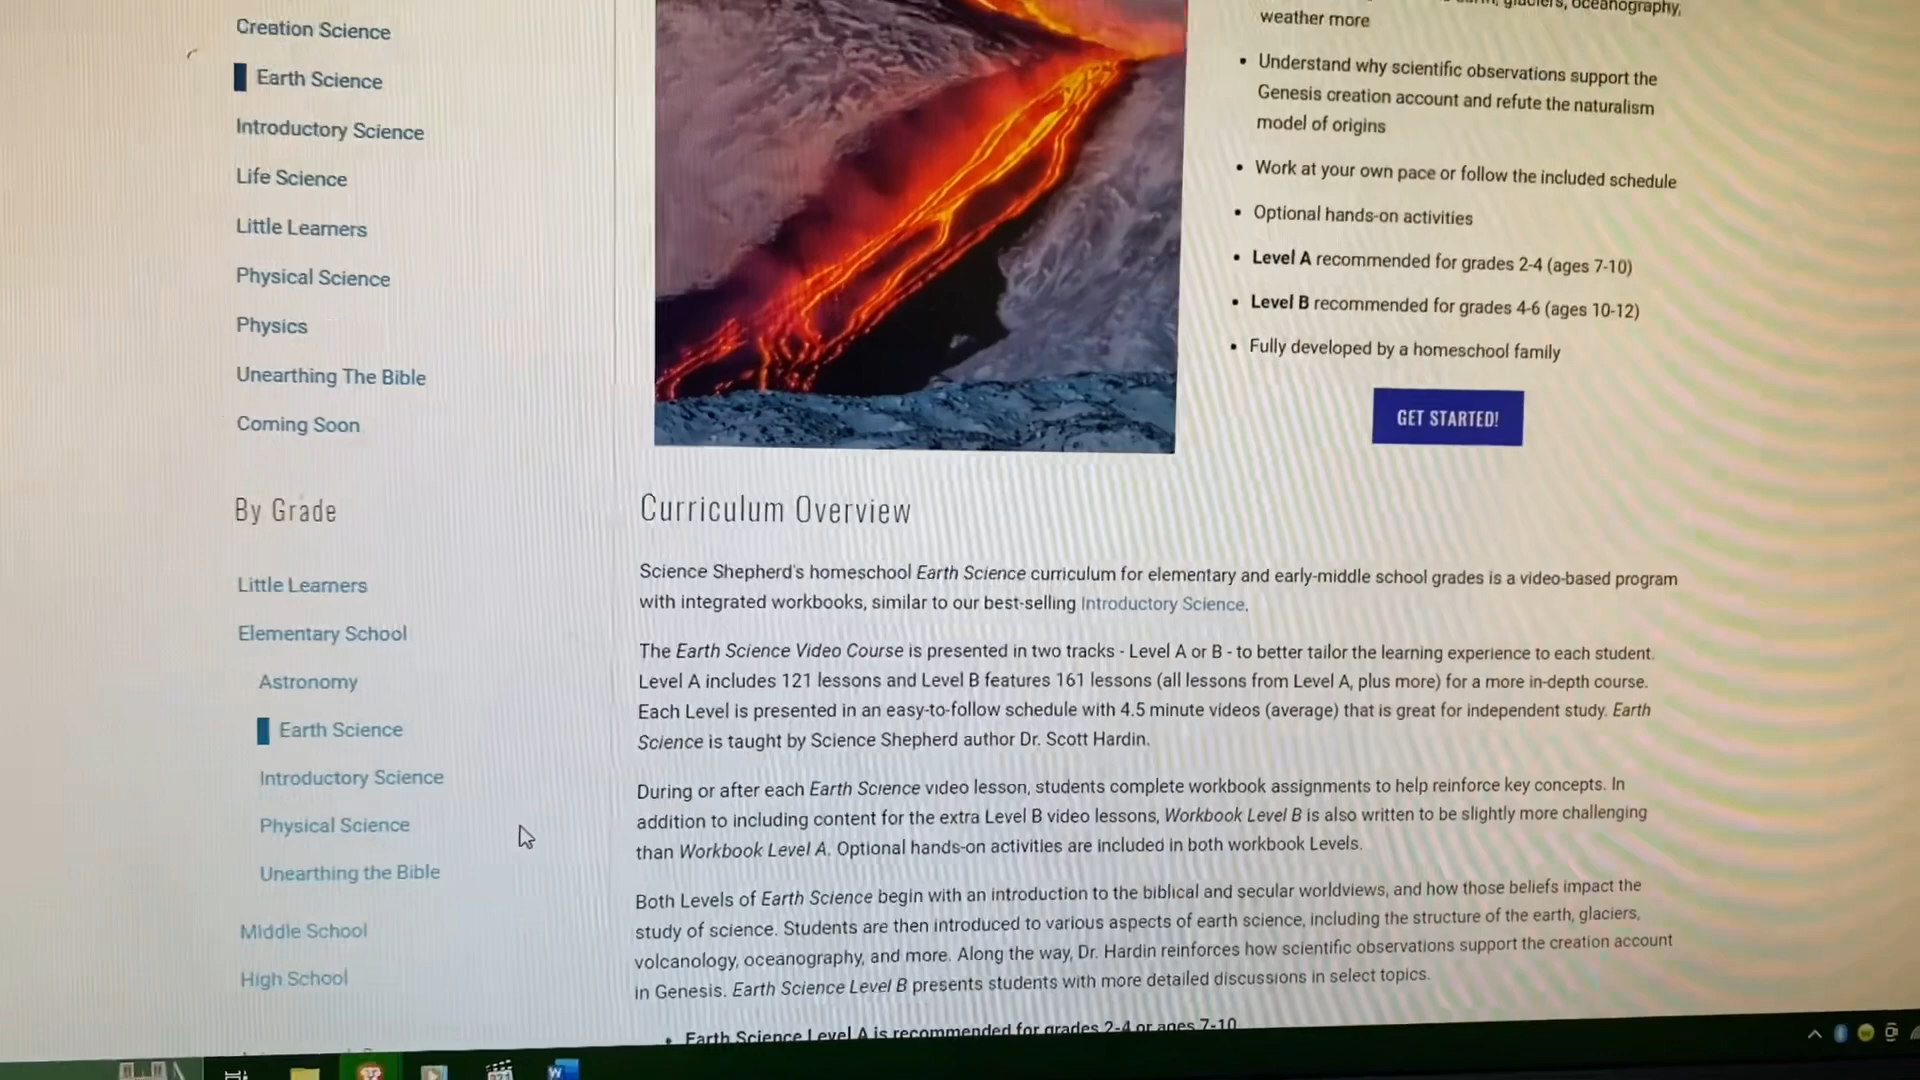 Creation Science
Earth Science
Introductory Science
Life Science
Little Learners
Physical Science
Physics
Unearthing The Bible
Coming Soon
By Grade
Little Learners
Elementary School
Astronomy
Earth Science
Introductory Science
Physical Science
Unearthing the Bible
Middle School
High School
glaciers, oceanography,
weather more
• Understand why scientific observations support the
Genesis creation account and refute the naturalism
model of origins
• Work at your own pace or follow the included schedule
• Optional hands-on activities
• Level A recommended for grades 2-4 (ages 7-10)
• Level B recommended for grades 4-6 (ages 10-12)
• Fully developed by a homeschool family
GET STARTED!
Curriculum Overview
Science Shepherd's homeschool Earth Science curriculum for elementary and early-middle school grades is a video-based program
with integrated workbooks, similar to our best-selling Introductory Science.
The Earth Science Video Course is presented in two tracks - Level A or B - to better tailor the learning experience to each student.
Level A includes 121 lessons and Level B features 161 lessons (all lessons from Level A, plus more) for a more in-depth course.
Each Level is presented in an easy-to-follow schedule with 4.5 minute videos (average) that is great for independent study. Earth
Science is taught by Science Shepherd author Dr. Scott Hardin.
During or after each Earth Science video lesson, students complete workbook assignments to help reinforce key concepts. In
addition to including content for the extra Level B video lessons, Workbook Level B is also written to be slightly more challenging
than Workbook Level A. Optional hands-on activities are included in both workbook Levels.
Both Levels of Earth Science begin with an introduction to the biblical and secular worldviews, and how those beliefs impact the
study of science. Students are then introduced to various aspects of earth science, including the structure of the earth, glaciers,
volcanology, oceanography, and more. Along the way, Dr. Hardin reinforces how scientific observations support the creation account
in Genesis. Earth Science Level B presents students with more detailed discussions in select topics.
• Earth Science Level A is recommended for grades 2-4 or ages 7-10